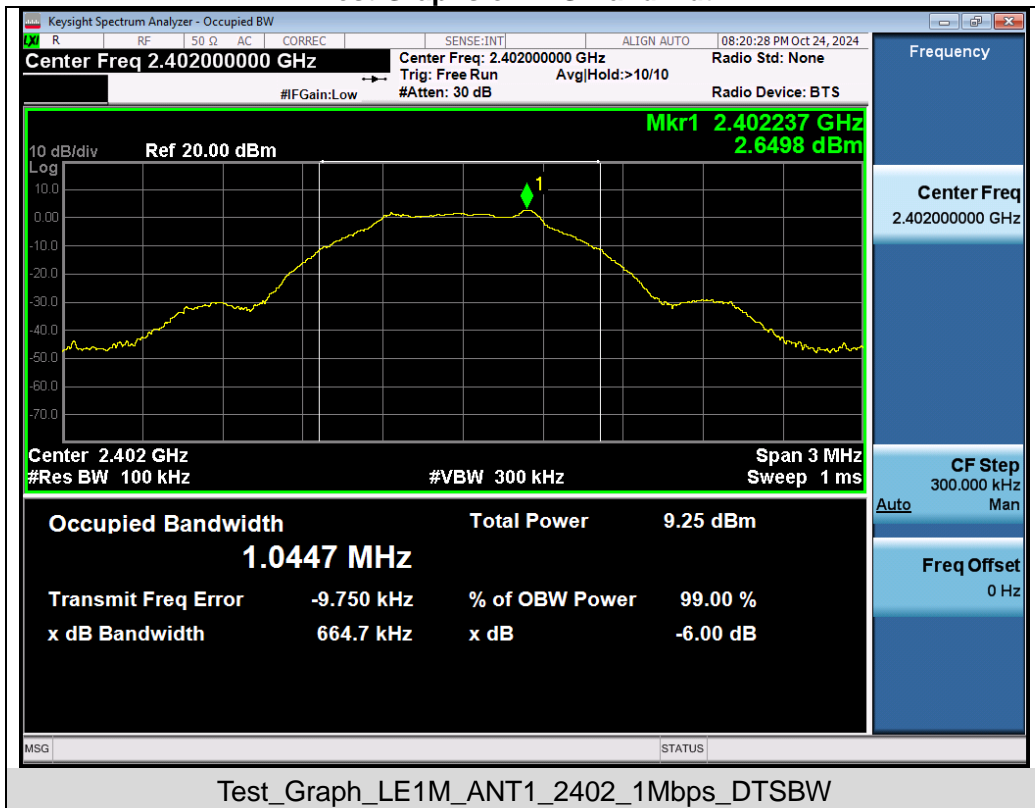 Keysight Spectrum Analyzer - Occupied BW
LXI R RF 50 Ω AC CORREC SENSE:INT ALIGN AUTO 08:20:28 PM Oct 24, 2024
Center Freq 2.402000000 GHz
Center Freq: 2.402000000 GHz
Radio Std: None
Trig: Free Run Avg|Hold:>10/10
#IFGain:Low #Atten: 30 dB Radio Device: BTS
Frequency
Mkr1 2.402237 GHz
2.6498 dBm
10 dB/div Ref 20.00 dBm
Log
10.0
0.00
-10.0
-20.0
-30.0
-40.0
-50.0
-60.0
-70.0
1
Center 2.402 GHz Span 3 MHz
#Res BW 100 kHz #VBW 300 kHz Sweep 1 ms
Center Freq
2.402000000 GHz
CF Step
300.000 kHz
Auto Man
Freq Offset
0 Hz
Occupied Bandwidth Total Power 9.25 dBm
1.0447 MHz
Transmit Freq Error -9.750 kHz % of OBW Power 99.00 %
x dB Bandwidth 664.7 kHz x dB -6.00 dB
MSG STATUS
Test_Graph_LE1M_ANT1_2402_1Mbps_DTSBW